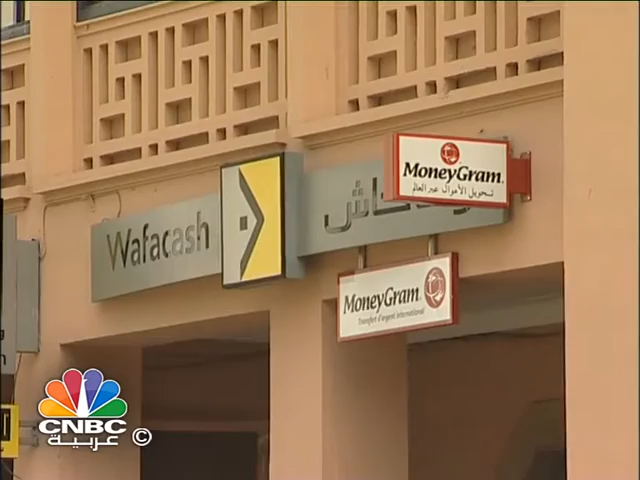 MoneyGram
تحويل الأموال عبر العالم
Wafacash
MoneyGram
Transfert d'argent international
CNBC
عربية ©